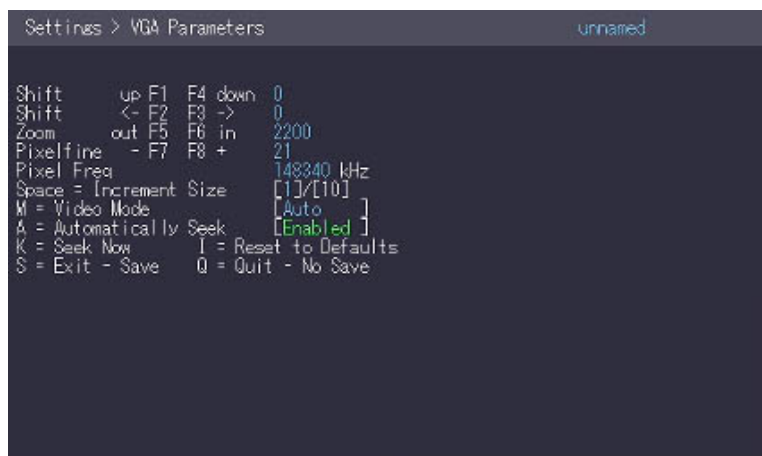 Settings > VGA Parameters unnamed
Shift up F1 F4 down 0
Shift <- F2 F3 -> 0
Zoom out F5 F6 in 2200
Pixelfine - F7 F8 + 21
Pixel Freq 148340 kHz
Space = Increment Size [1]/[10]
M = Video Mode [Auto ]
A = Automatically Seek [Enabled ]
K = Seek Now I = Reset to Defaults
S = Exit - Save Q = Quit - No Save